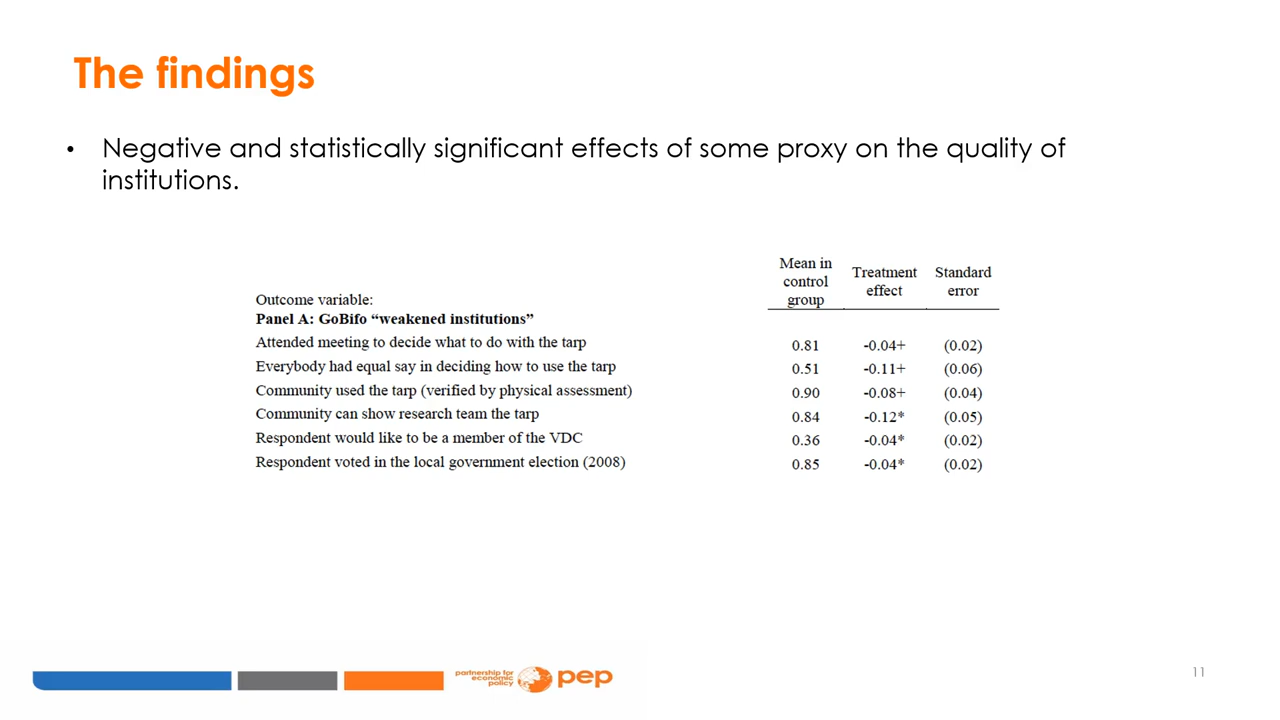 The findings
• Negative and statistically significant effects of some proxy on the quality of
institutions.
Mean in
control
group
Treatment
effect
Standard
error
Outcome variable:
Panel A: GoBifo “weakened institutions”
Attended meeting to decide what to do with the tarp 0.81 -0.04+ (0.02)
Everybody had equal say in deciding how to use the tarp 0.51 -0.11+ (0.06)
Community used the tarp (verified by physical assessment) 0.90 -0.08+ (0.04)
Community can show research team the tarp 0.84 -0.12* (0.05)
Respondent would like to be a member of the VDC 0.36 -0.04* (0.02)
Respondent voted in the local government election (2008) 0.85 -0.04* (0.02)
partnership for
economic
policy
pep
11